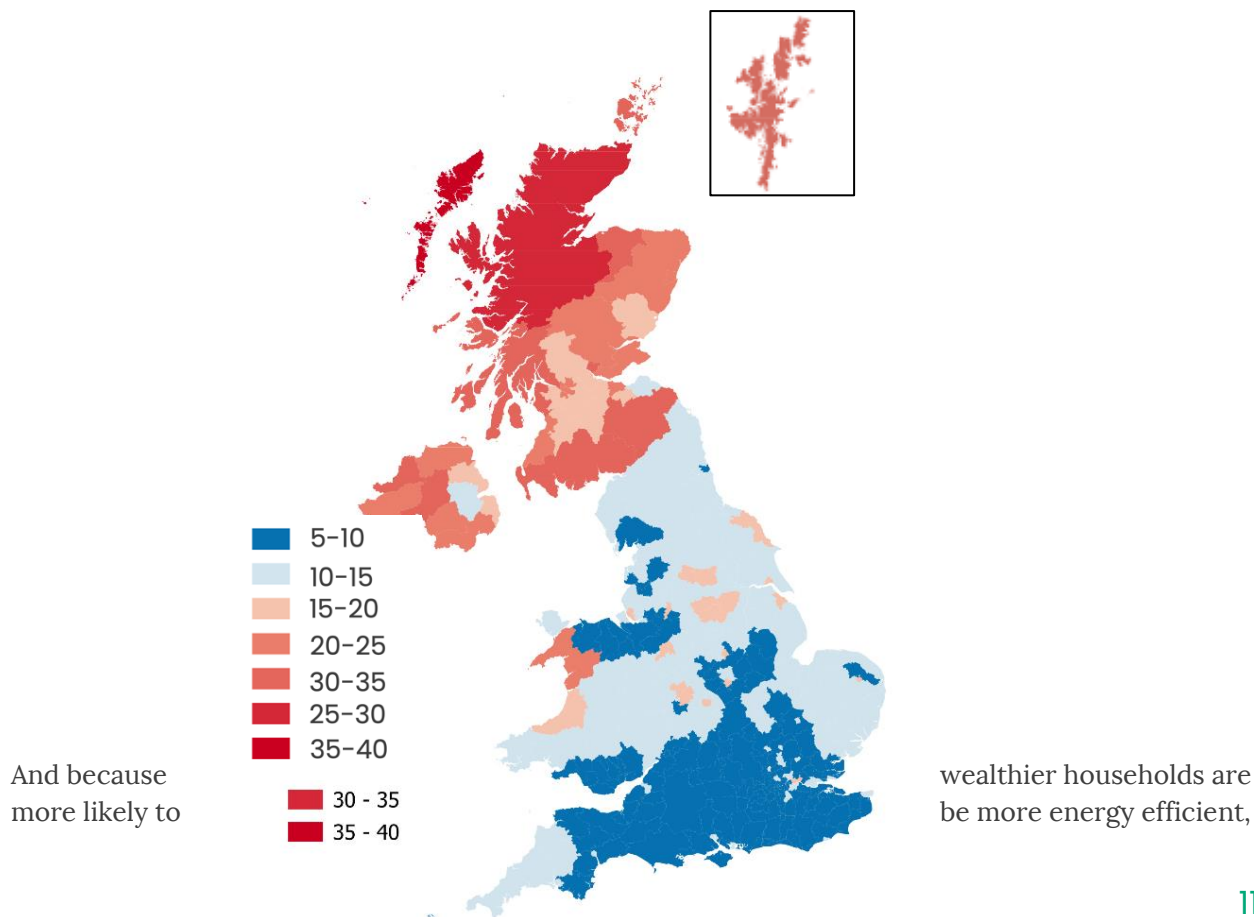 5-10
10-15
15-20
20-25
30-35
25-30
35-40
And because wealthier households are
more likely to be more energy efficient,
30 - 35
35 - 40
11